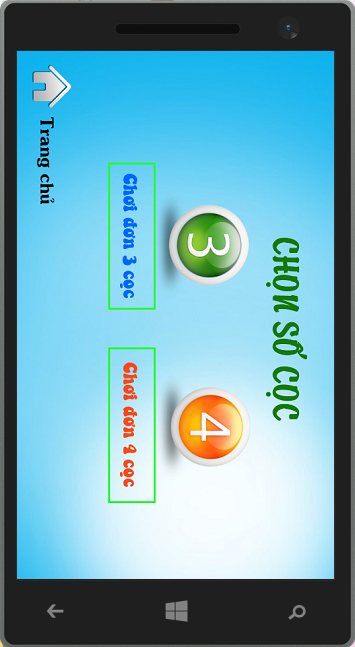 CHỌN SỐ CỌC
3
4
Chơi đơn 3 cọc
Chơi đơn 4 cọc
Trang chủ